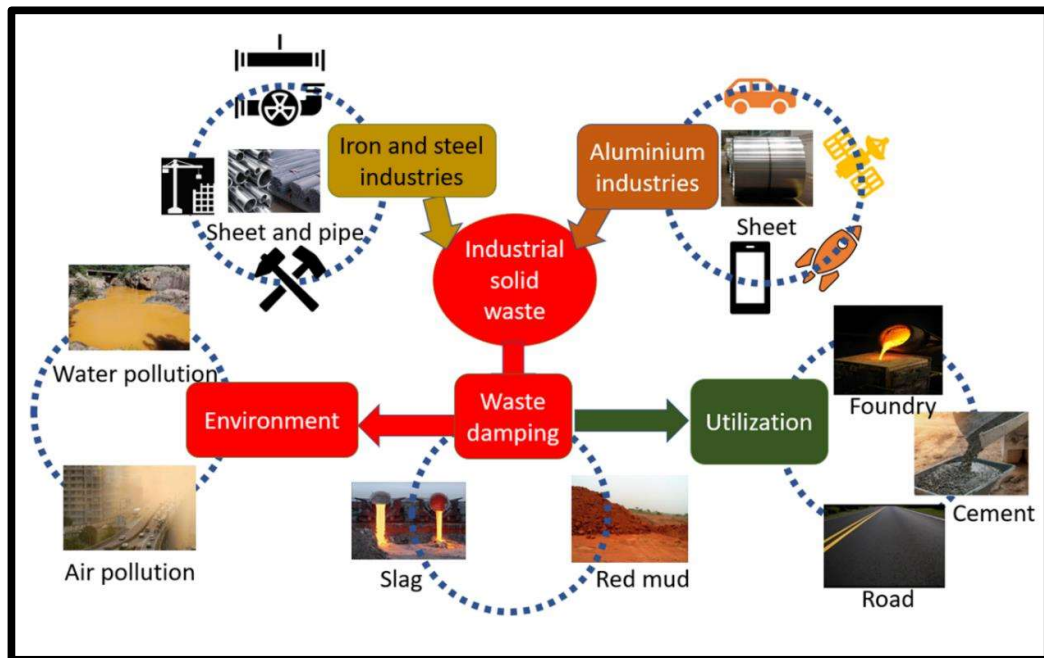 Iron and steel
industries
Aluminium
industries
Sheet and pipe
Sheet
Industrial
solid
waste
Water pollution
Environment
Waste
damping
Utilization
Foundry
Cement
Air pollution
Slag
Red mud
Road